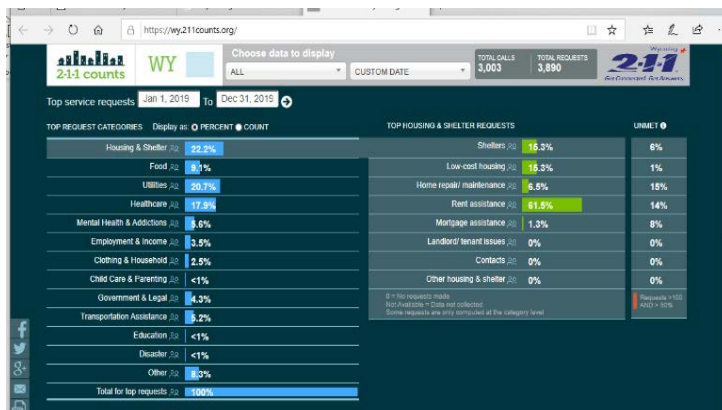 https://wy.211counts.org/
2-1-1 counts
WY
Choose data to display
ALL
CUSTOM DATE
TOTAL CALLS
3,003
TOTAL REQUESTS
3,890
Wyoming
2-1-1
Get Connected. Get Answers.
Top service requests Jan 1, 2019 To Dec 31, 2019
TOP REQUEST CATEGORIES Display as: PERCENT COUNT
Housing & Shelter 22.2%
Food 9.1%
Utilities 20.7%
Healthcare 17.9%
Mental Health & Addictions 5.6%
Employment & Income 3.5%
Clothing & Household 2.5%
Child Care & Parenting <1%
Government & Legal 4.3%
Transportation Assistance 5.2%
Education <1%
Disaster <1%
Other 8.3%
Total for top requests 100%
TOP HOUSING & SHELTER REQUESTS UNMET
Shelters 15.3% 6%
Low-cost housing 15.3% 1%
Home repair/ maintenance 6.5% 15%
Rent assistance 61.5% 14%
Mortgage assistance 1.3% 8%
Landlord/ tenant issues 0% 0%
Contacts 0% 0%
Other housing & shelter 0% 0%
0 = No requests made
Not Available = Data not collected
Some requests are only computed at the category level
Requests >100
AND > 50%